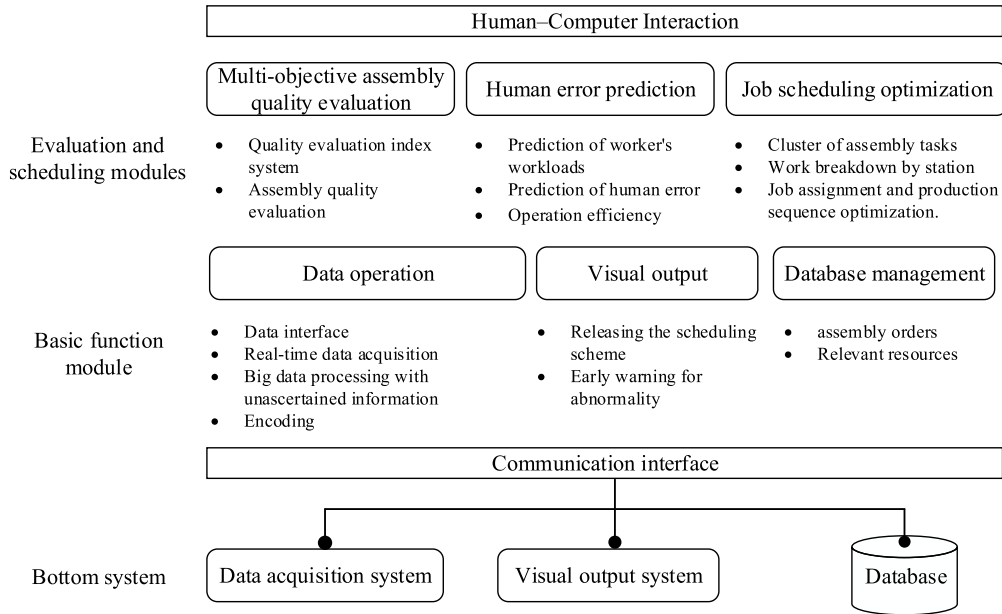 Human–Computer Interaction
Multi-objective assembly
quality evaluation
Human error prediction
Job scheduling optimization
Evaluation and
scheduling modules
• Quality evaluation index
system
• Assembly quality
evaluation
• Prediction of worker's
workloads
• Prediction of human error
• Operation efficiency
• Cluster of assembly tasks
• Work breakdown by station
• Job assignment and production
sequence optimization.
Data operation
Visual output
Database management
Basic function
module
• Data interface
• Real-time data acquisition
• Big data processing with
unascertained information
• Encoding
• Releasing the scheduling
scheme
• Early warning for
abnormality
• assembly orders
• Relevant resources
Communication interface
Bottom system
Data acquisition system
Visual output system
Database